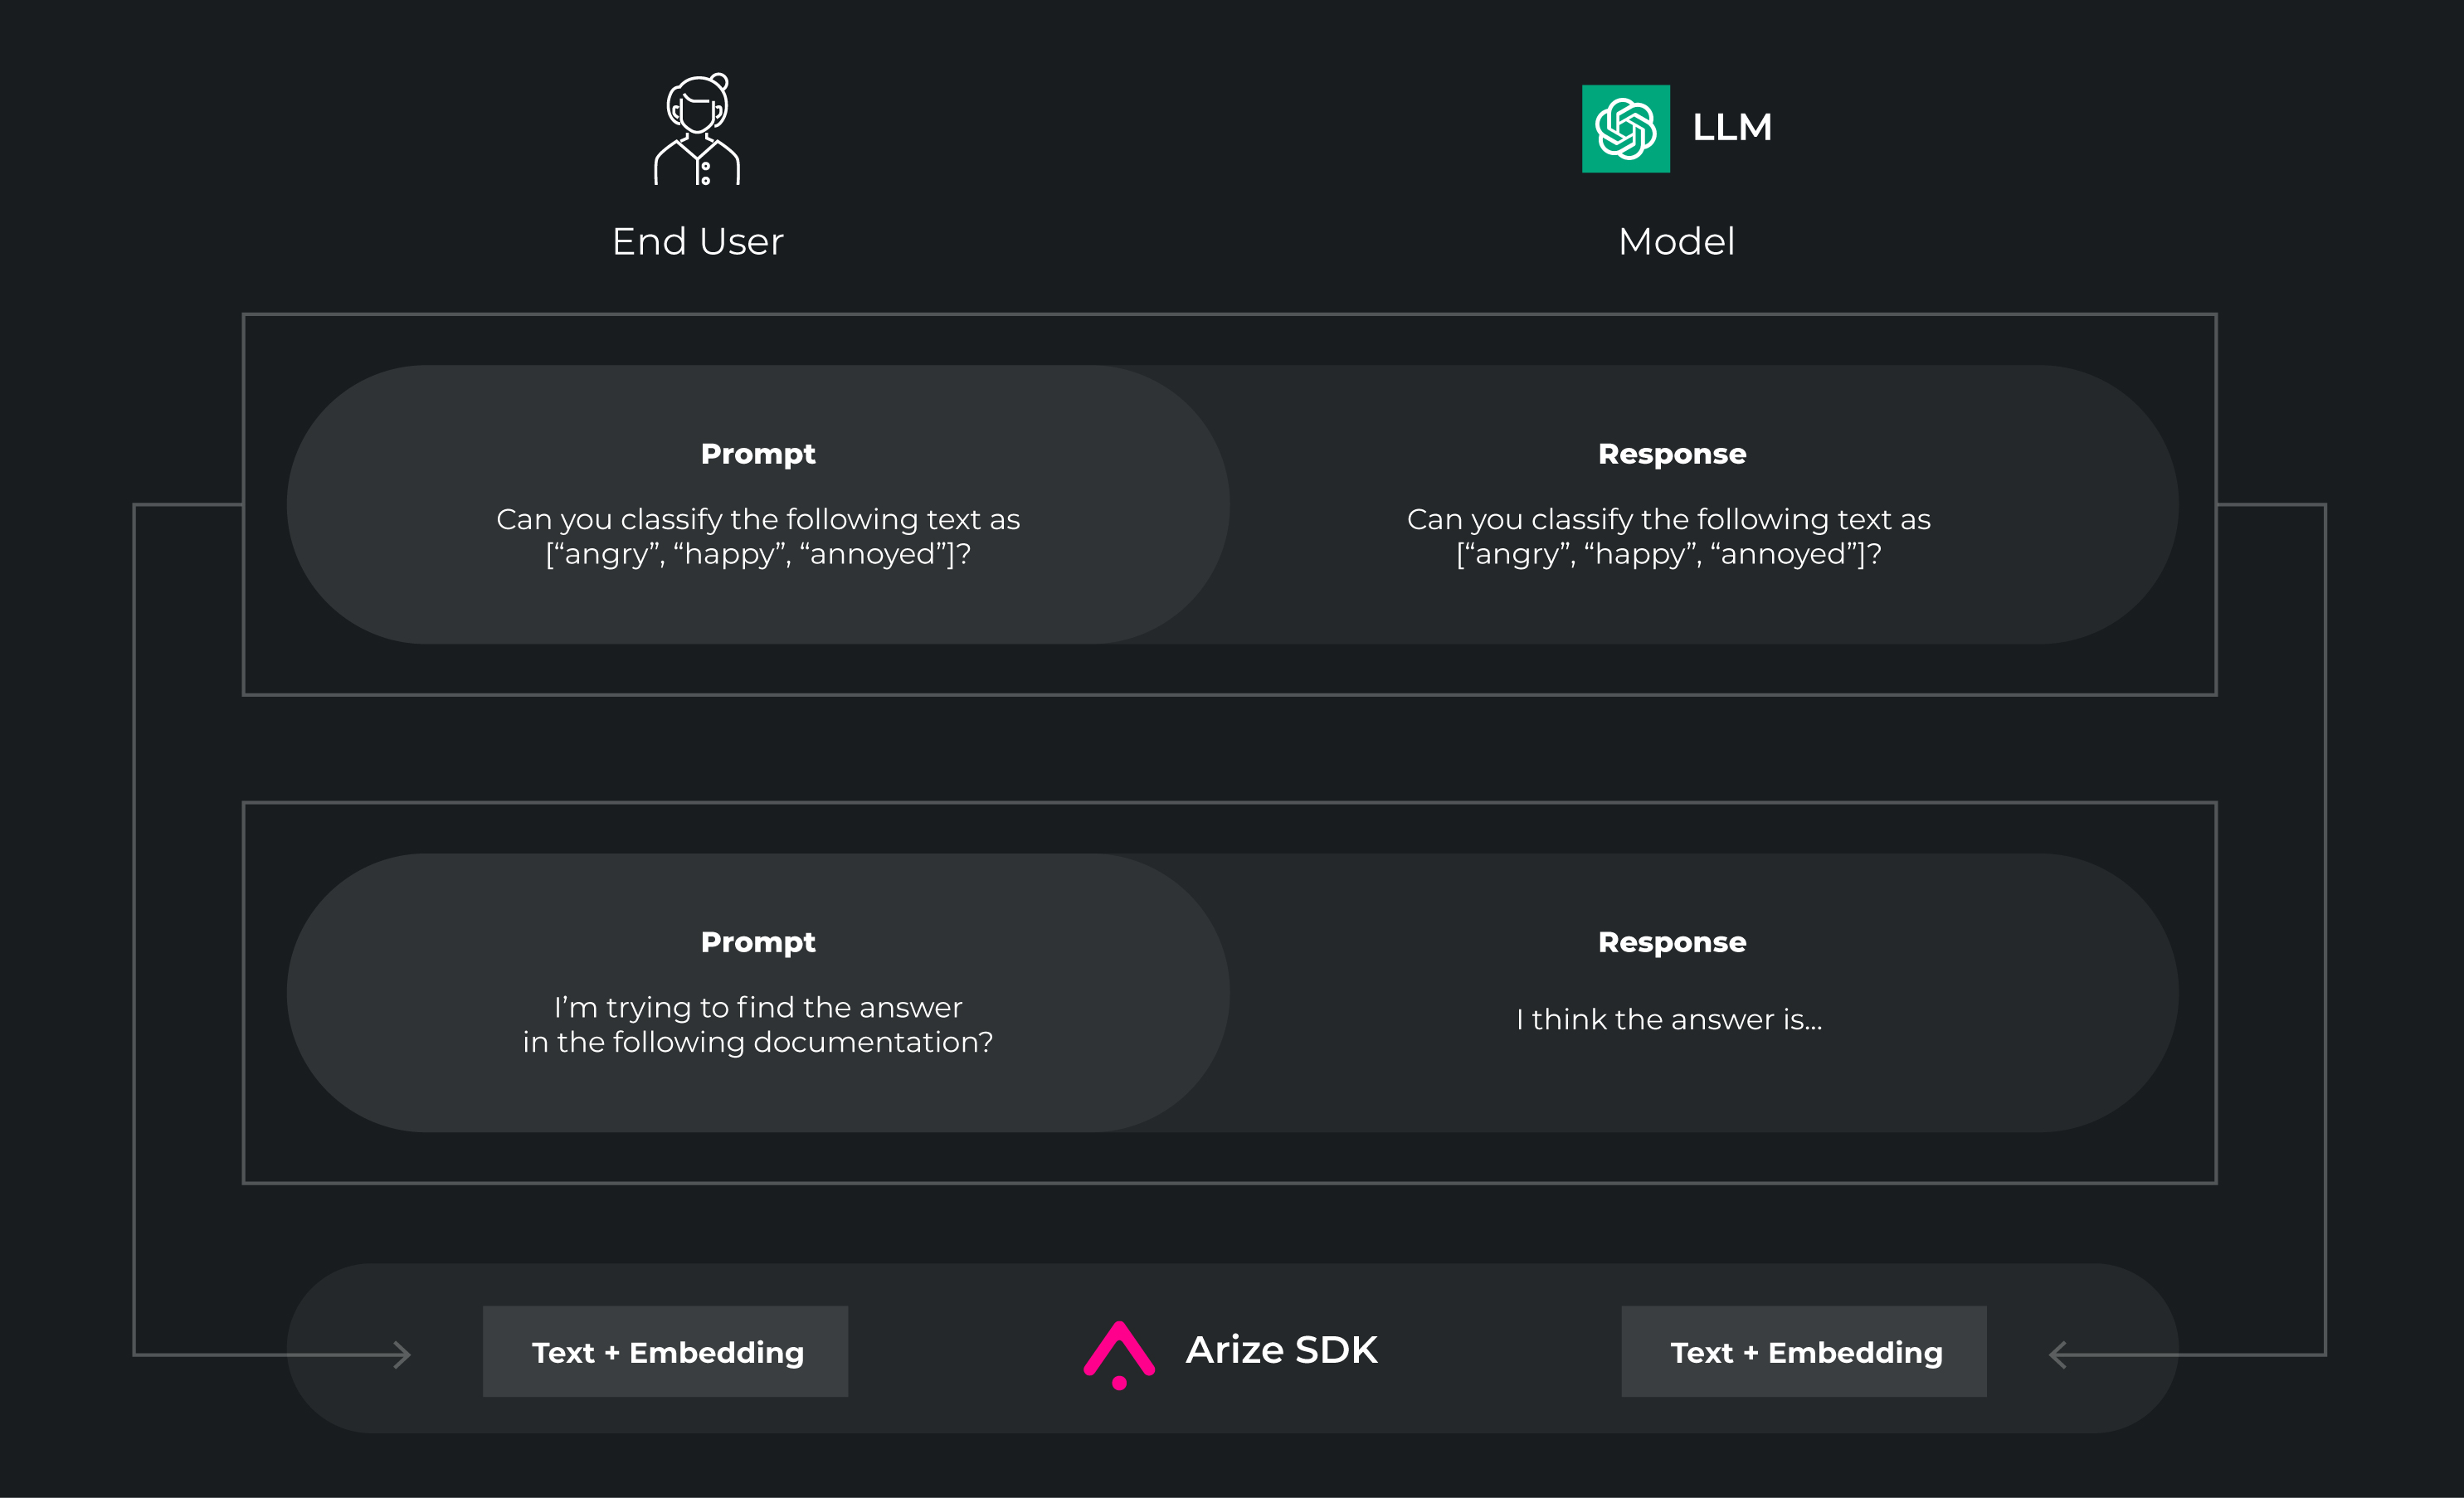 LLM
End User
Model
Prompt
Can you classify the following text as
[“angry”, “happy”, “annoyed”]?
Response
Can you classify the following text as
[“angry”, “happy”, “annoyed”]?
Prompt
I’m trying to find the answer
in the following documentation?
Response
I think the answer is...
Text + Embedding
Arize SDK
Text + Embedding